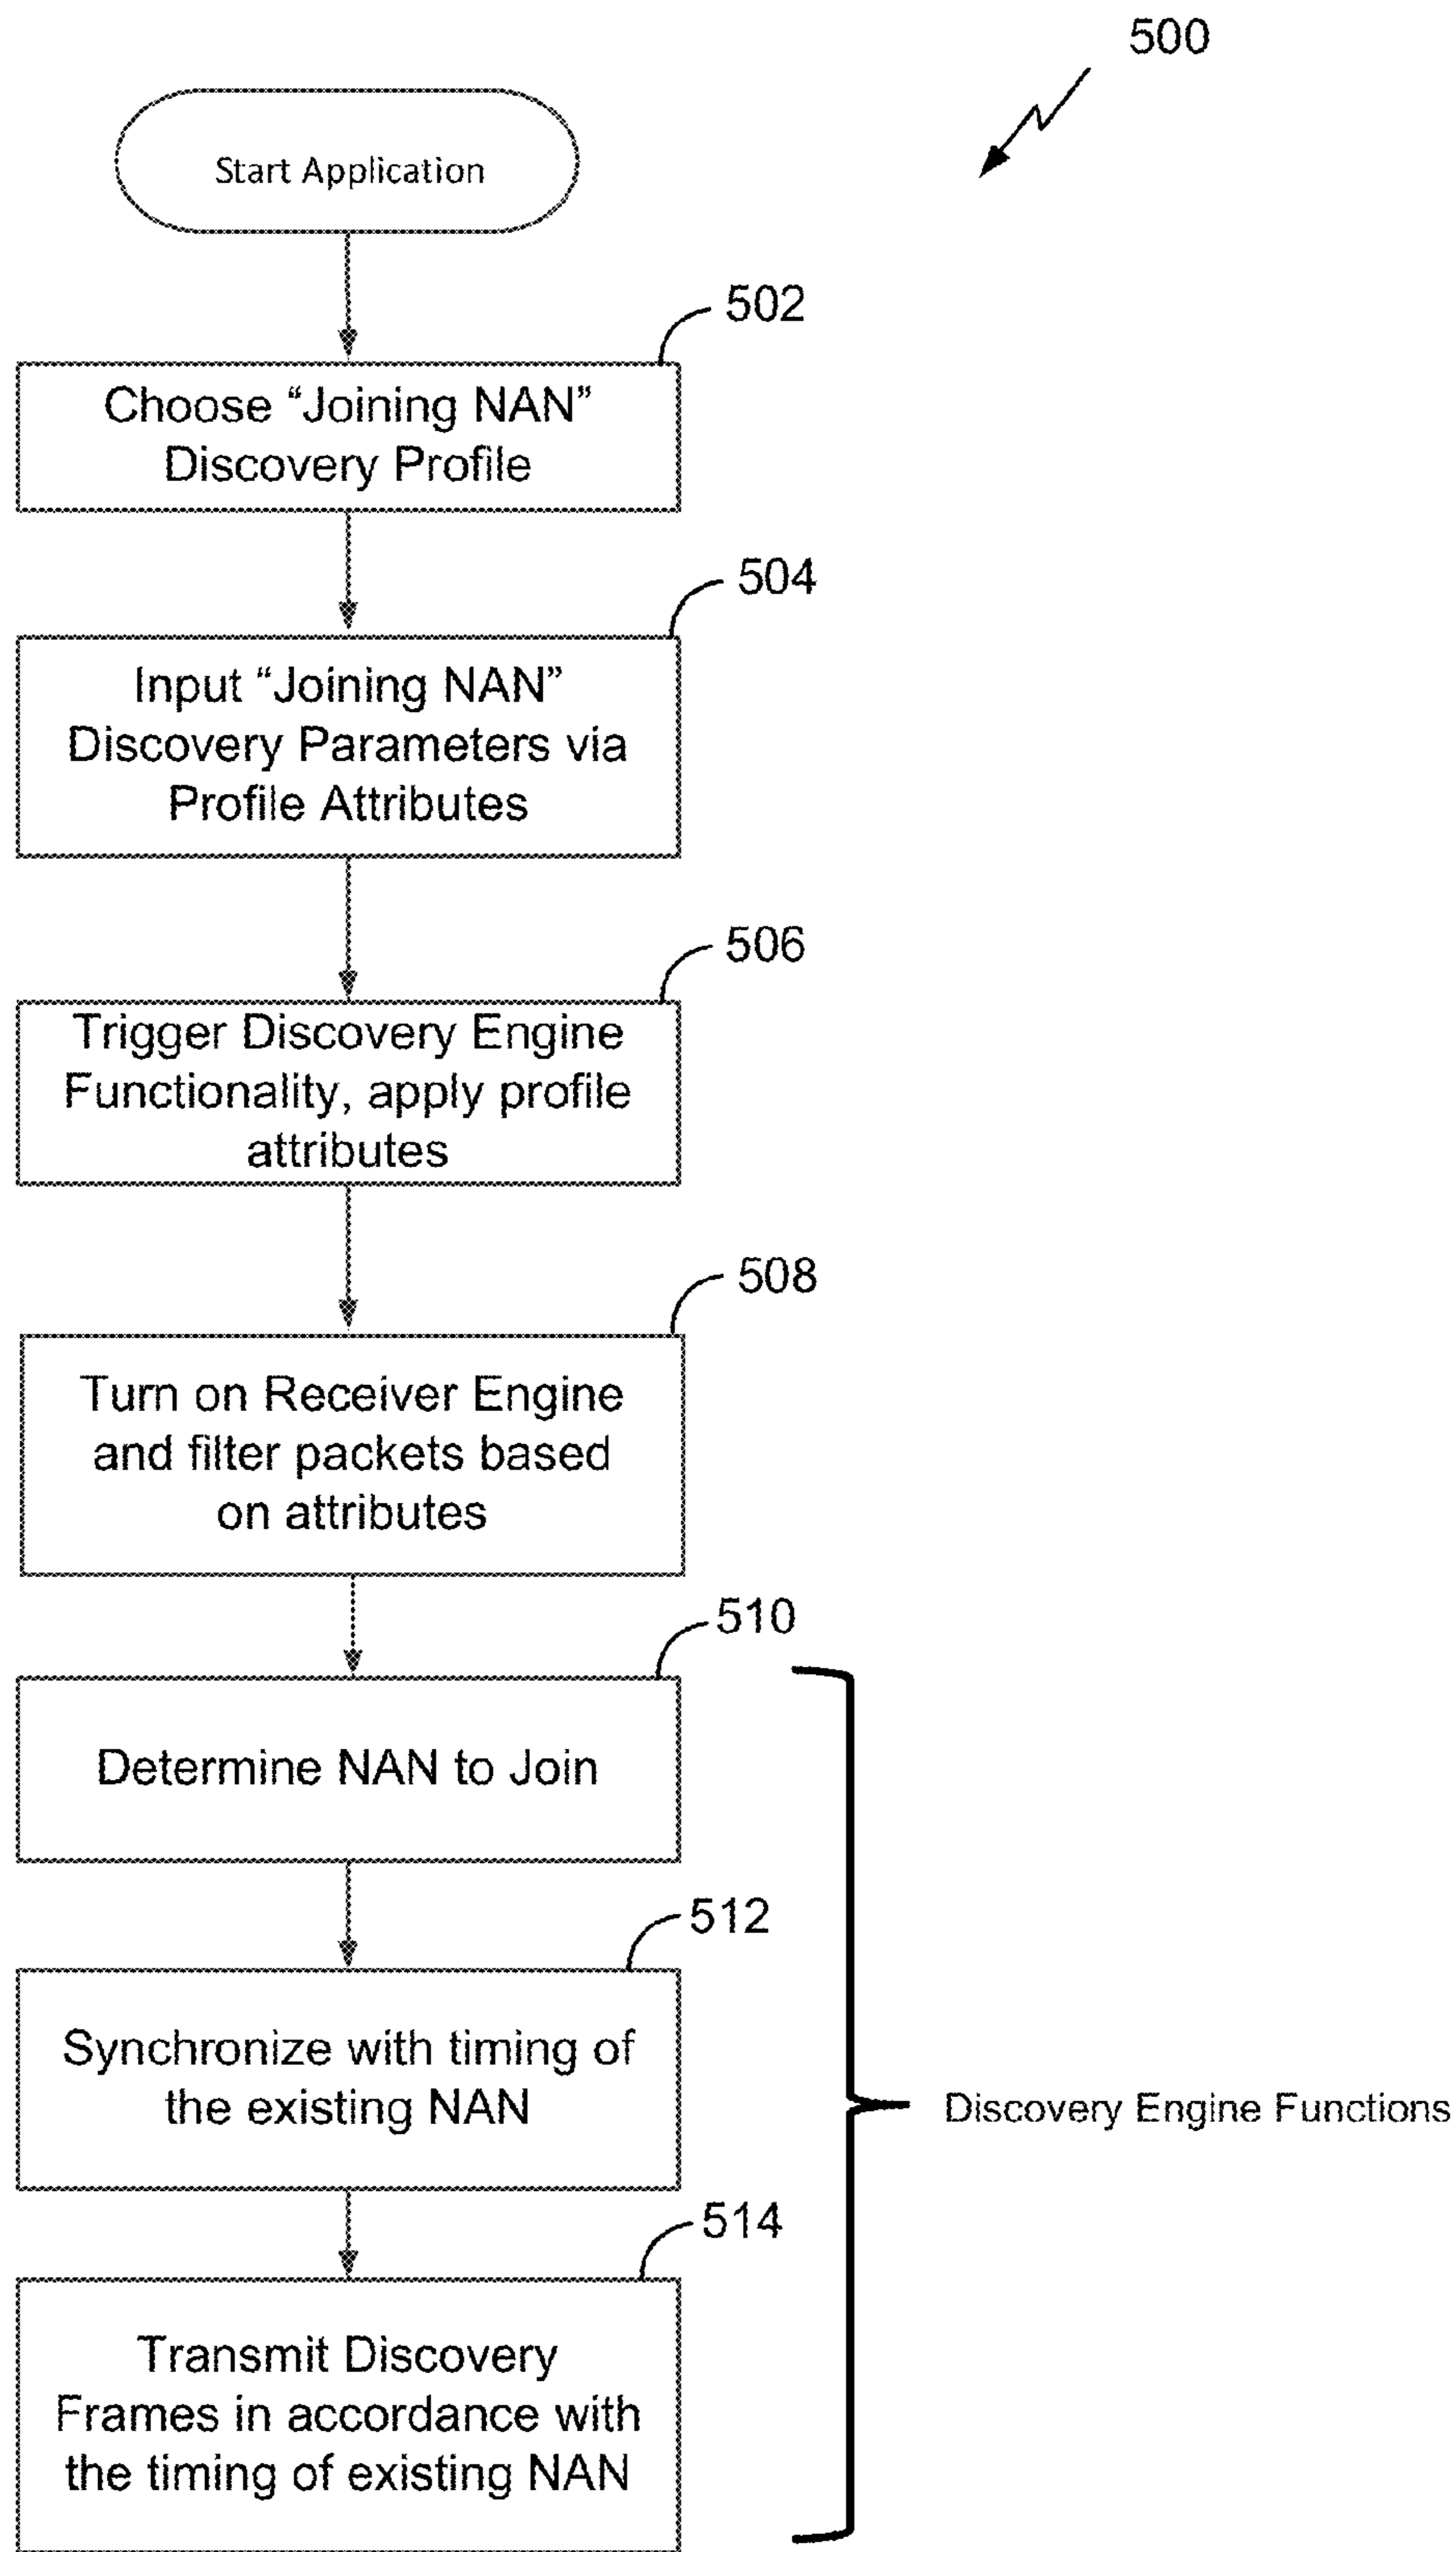 500
Start Application
502
Choose “Joining NAN”
Discovery Profile
504
Input “Joining NAN”
Discovery Parameters via
Profile Attributes
506
Trigger Discovery Engine
Functionality, apply profile
attributes
508
Turn on Receiver Engine
and filter packets based
on attributes
510
Determine NAN to Join
512
Synchronize with timing of
the existing NAN
Discovery Engine Functions
514
Transmit Discovery
Frames in accordance with
the timing of existing NAN